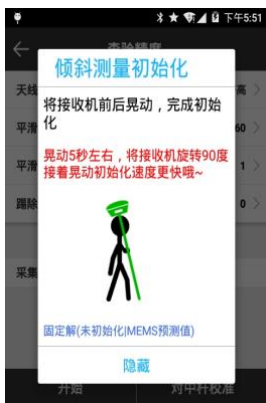 下午5:51
倾斜测量初始化
天线
高
将接收机前后晃动，完成初始
化
平滑
60
晃动5秒左右，将接收机旋转90度
接着晃动初始化速度更快哦~
平滑
1
踢除
0
采集
固定解(未初始化|MEMS预测值)
隐藏
开始
对中杆校准